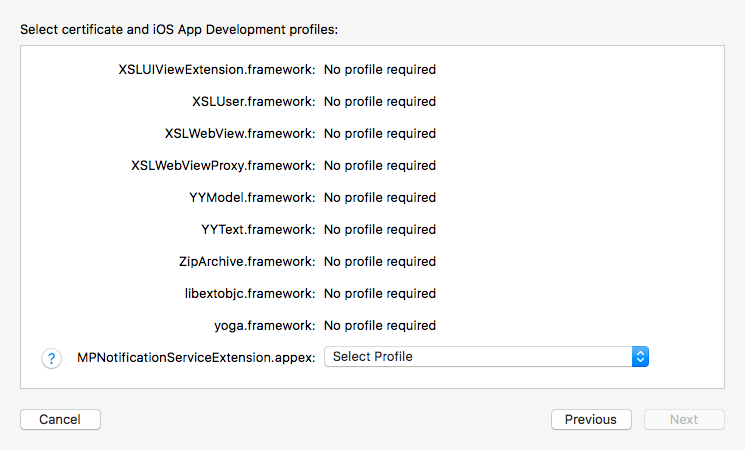 Select certificate and iOS App Development profiles:
XSLUIViewExtension.framework: No profile required
XSLUser.framework: No profile required
XSLWebView.framework: No profile required
XSLWebViewProxy.framework: No profile required
YYModel.framework: No profile required
YYText.framework: No profile required
ZipArchive.framework: No profile required
libextobjc.framework: No profile required
yoga.framework: No profile required
? MPNotificationServiceExtension.appex: Select Profile
Cancel Previous Next